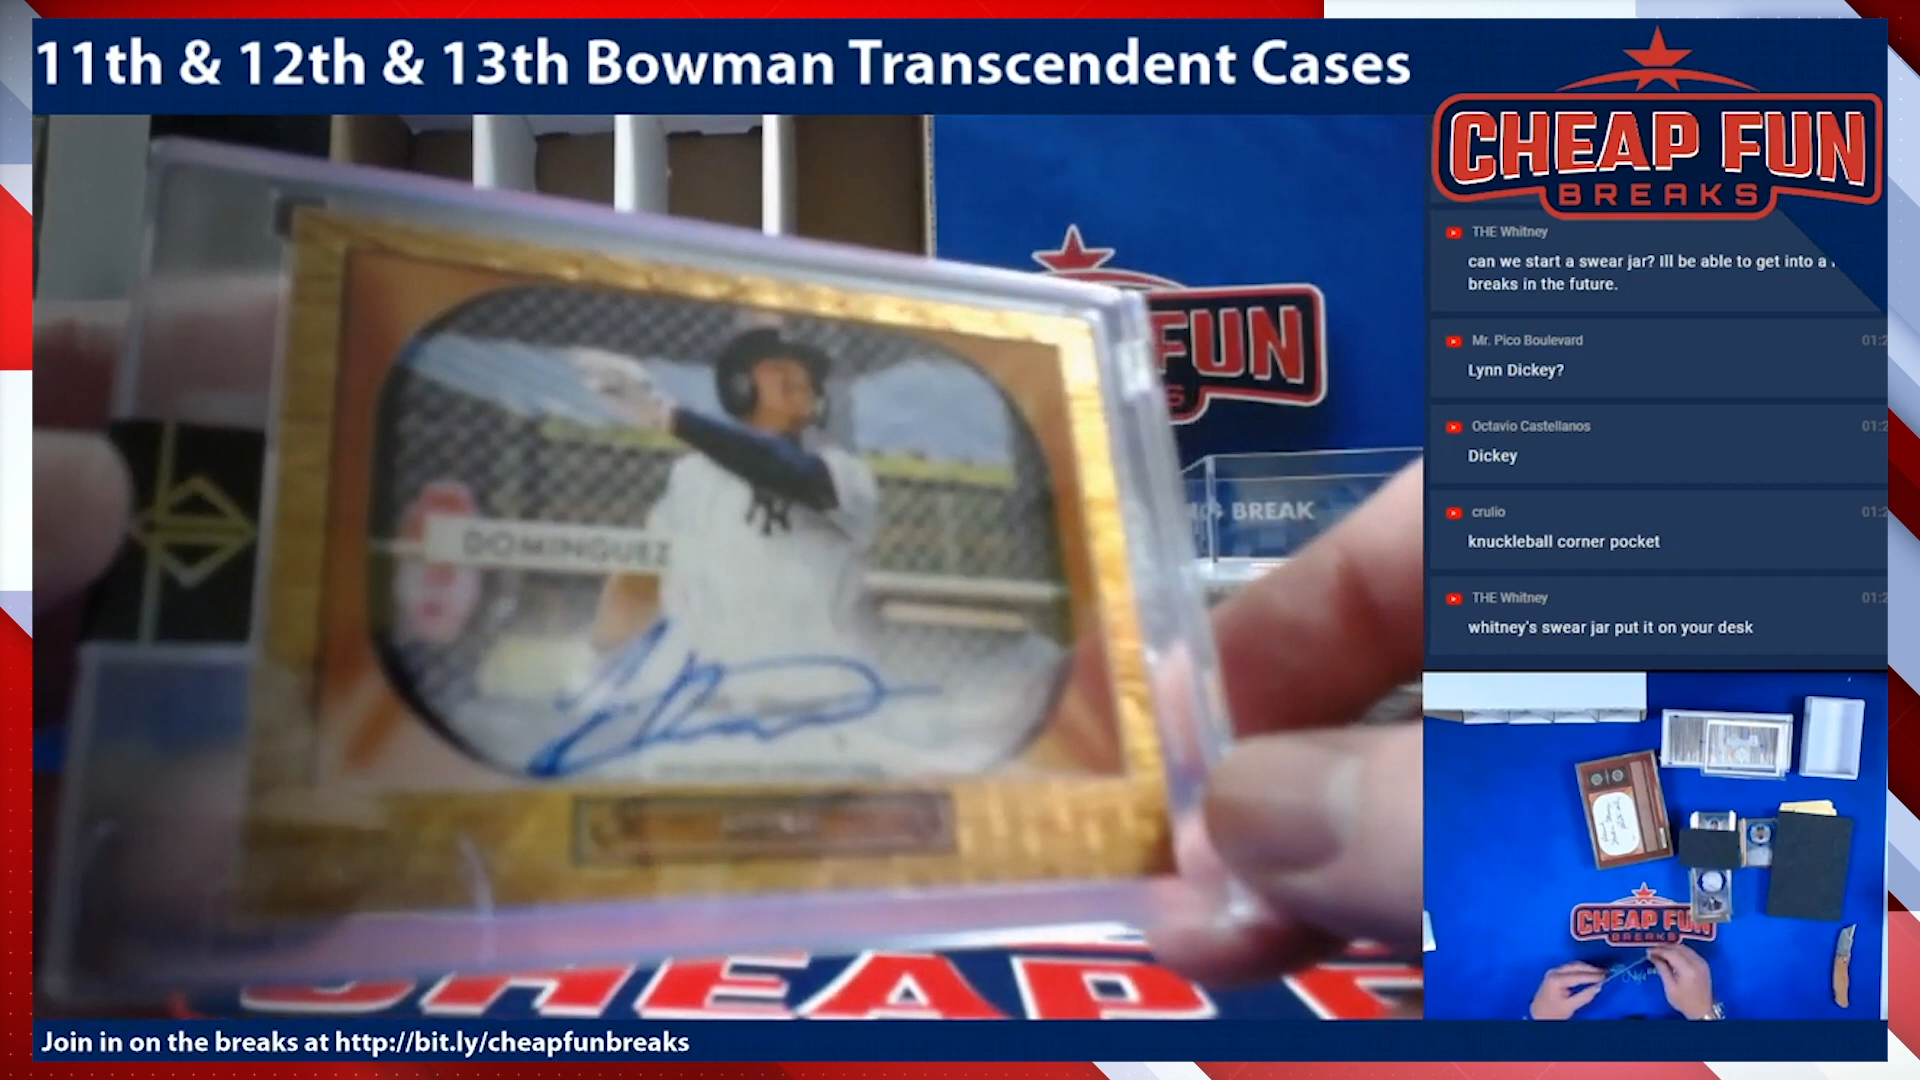 11th & 12th & 13th Bowman Transcendent Cases
CHEAP FUN
BREAKS
THE Whitney
can we start a swear jar? Ill be able to get into a
breaks in the future.
Mr. Pico Boulevard
Lynn Dickey?
Octavio Castellanos
Dickey
crulio
knuckleball corner pocket
THE Whitney
whitney's swear jar put it on your desk
FUN
BREAK
NY
DOMINGUEZ
CHEAP F
CHEAP FUN
BREAKS
Join in on the breaks at http://bit.ly/cheapfunbreaks